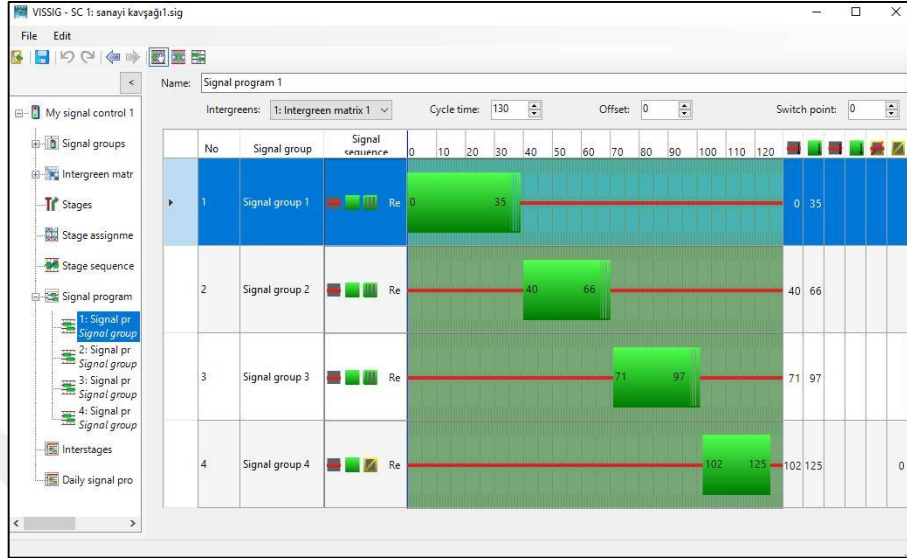 VISSIG - SC 1: sanayi kavşağı1.sig
File Edit
Name: Signal program 1
Intergreens: 1: Intergreen matrix 1 Cycle time: 130 Offset: 0 Switch point: 0
My signal control 1
Signal groups
Intergreen matr
Stages
Stage assignme
Stage sequence
Signal program
1: Signal pr
Signal group
2: Signal pr
Signal group
3: Signal pr
Signal group
4: Signal pr
Signal group
Interstages
Daily signal pro
No Signal group Signal sequence 0 10 20 30 40 50 60 70 80 90 100 110 120
1 Signal group 1 Re 0 35 0 35
2 Signal group 2 Re 40 66 40 66
3 Signal group 3 Re 71 97 71 97
4 Signal group 4 Re 102 125 102 125 0